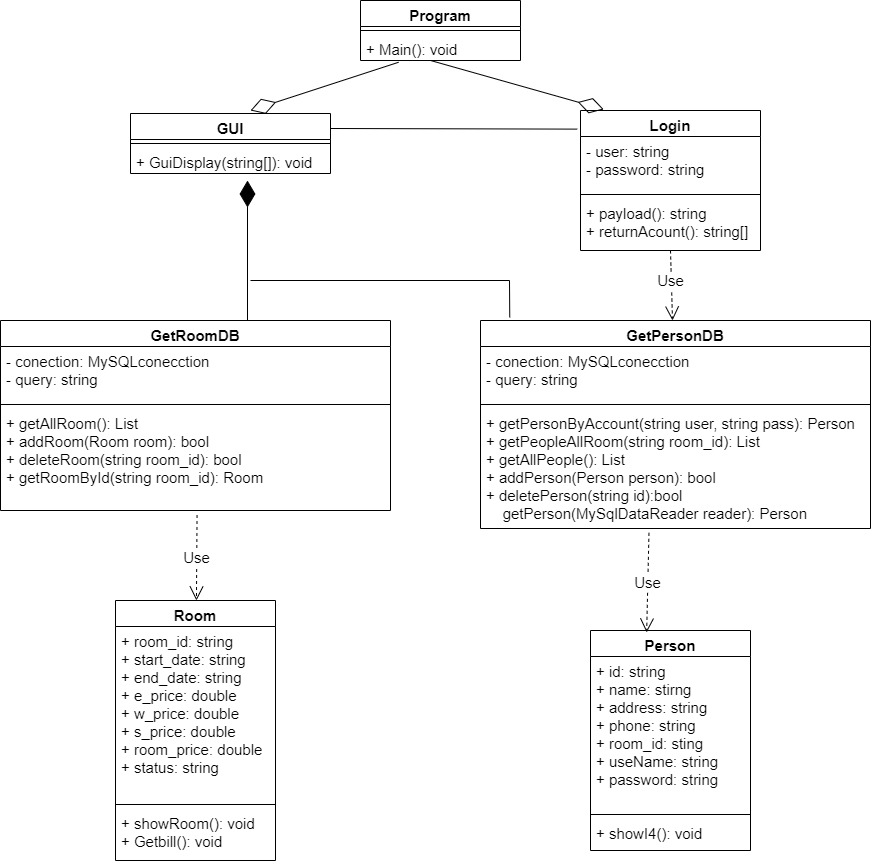 Program
+ Main(): void
GUI
+ GuiDisplay(string[]): void
Login
- user: string
- password: string
+ payload(): string
+ returnAcount(): string[]
Use
GetRoomDB
- conection: MySQLconecction
- query: string
+ getAllRoom(): List
+ addRoom(Room room): bool
+ deleteRoom(string room_id): bool
+ getRoomById(string room_id): Room
GetPersonDB
- conection: MySQLconecction
- query: string
+ getPersonByAccount(string user, string pass): Person
+ getPeopleAllRoom(string room_id): List
+ getAllPeople(): List
+ addPerson(Person person): bool
+ deletePerson(string id):bool
getPerson(MySqlDataReader reader): Person
Use
Use
Room
+ room_id: string
+ start_date: string
+ end_date: string
+ e_price: double
+ w_price: double
+ s_price: double
+ room_price: double
+ status: string
+ showRoom(): void
+ Getbill(): void
Person
+ id: string
+ name: stirng
+ address: string
+ phone: string
+ room_id: sting
+ useName: string
+ password: string
+ showI4(): void